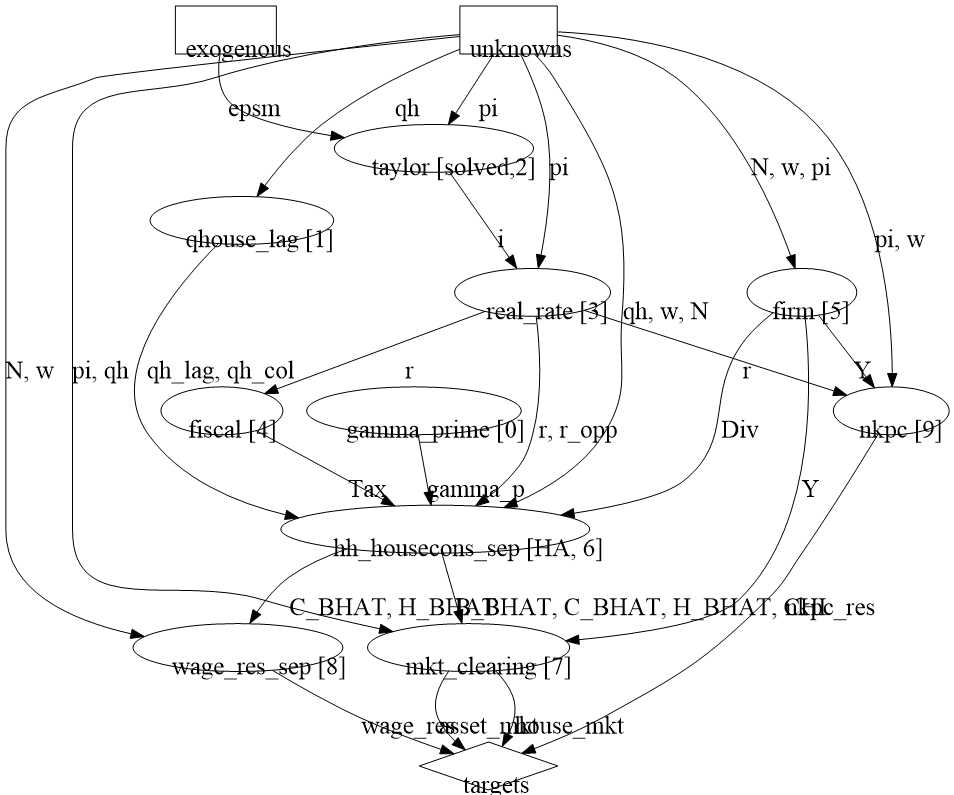 exogenous
unknowns
epsm
qh
pi
taylor [solved,2]
pi
N, w, pi
qhouse_lag [1]
i
pi, w
real_rate [3]
qh, w, N
firm [5]
N, w
pi, qh
qh_lag, qh_col
r
r
Y
fiscal [4]
gamma_prime [0]
r, r_opp
Div
nkpc [9]
Tax
gamma_p
Y
hh_housecons_sep [HA, 6]
C_BHAT, H_BHAT
B_BHAT, C_BHAT, H_BHAT, CHI
nkpc_res
wage_res_sep [8]
mkt_clearing [7]
wage_res
asset_mkt
house_mkt
targets